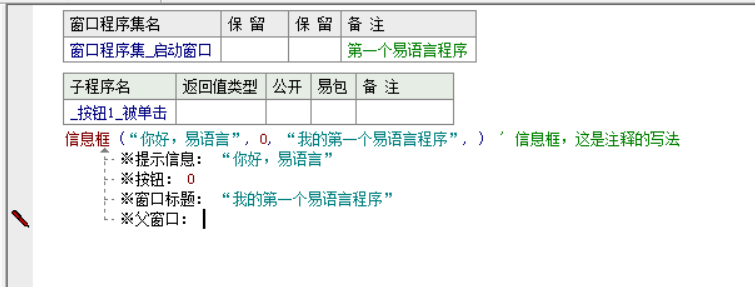 窗口程序集名 保 留 保 留 备 注
窗口程序集_启动窗口 第一个易语言程序
子程序名 返回值类型 公开 易包 备 注
_按钮1_被单击
信息框 (“你好，易语言”, 0, “我的第一个易语言程序”, ) ' 信息框，这是注释的写法
※提示信息： “你好，易语言”
※按钮： 0
※窗口标题： “我的第一个易语言程序”
※父窗口：